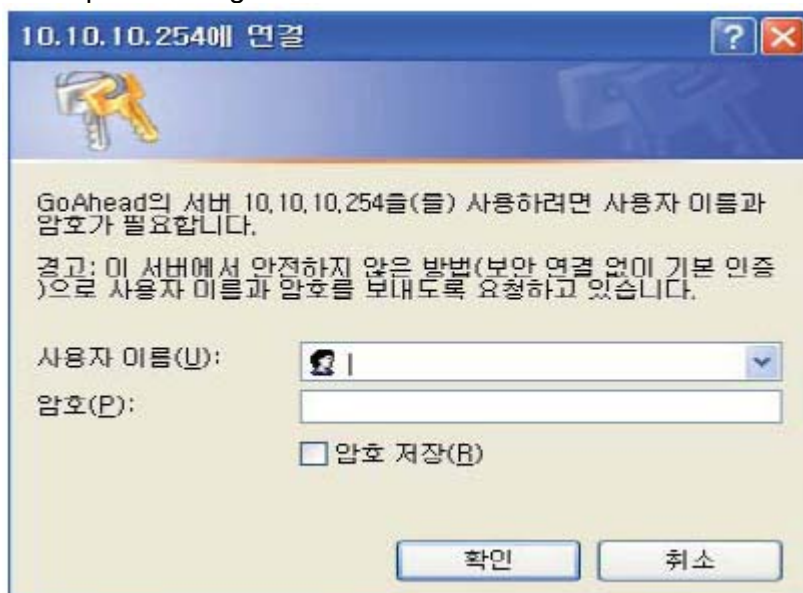 10.10.10.254에 연결
GoAhead의 서버 10.10.10.254을(를) 사용하려면 사용자 이름과
암호가 필요합니다.
경고: 이 서버에서 안전하지 않은 방법(보안 연결 없이 기본 인증
)으로 사용자 이름과 암호를 보내도록 요청하고 있습니다.
사용자 이름(U):
암호(P):
암호 저장(R)
확인
취소